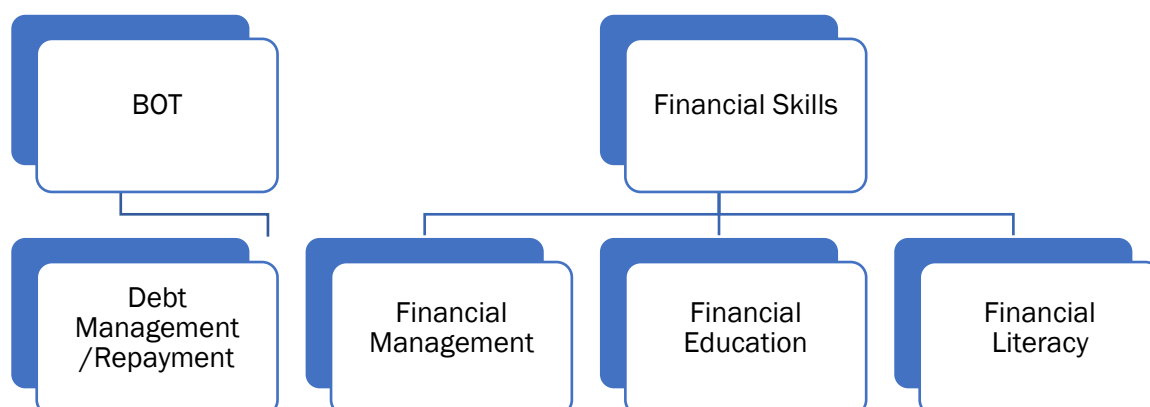 BOT
Financial Skills
Debt
Management
/Repayment
Financial
Management
Financial
Education
Financial
Literacy